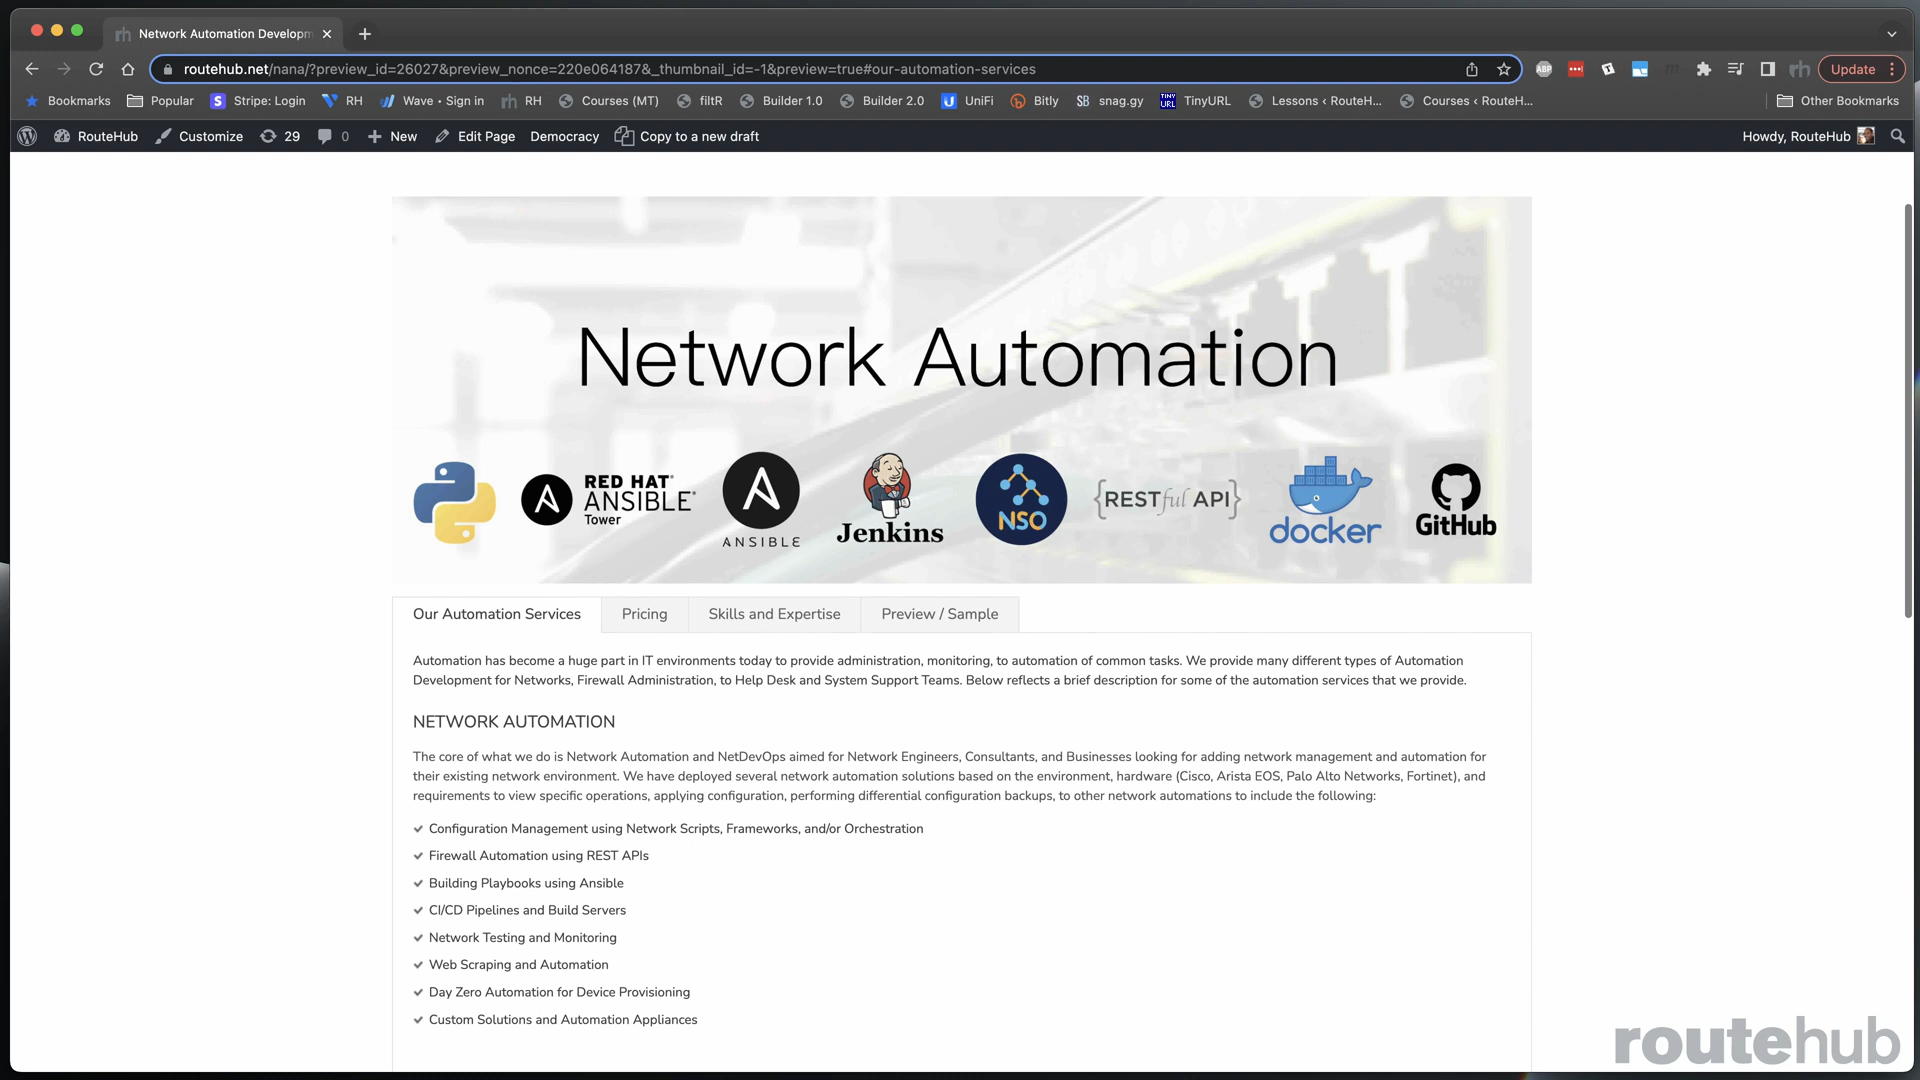 Network Automation Developm
routehub.net/nana/?preview_id=26027&preview_nonce=220e064187&_thumbnail_id=-1&preview=true#our-automation-services
ABP
Update
Bookmarks
Popular
Stripe: Login
RH
Wave • Sign in
RH
Courses (MT)
filtR
Builder 1.0
Builder 2.0
UniFi
Bitly
SB snag.gy
TINY URL TinyURL
Lessons ‹ RouteH...
Courses ‹ RouteH...
Other Bookmarks
RouteHub
Customize
29
0
New
Edit Page
Democracy
Copy to a new draft
Howdy, RouteHub
Network Automation
RED HAT
ANSIBLE
Tower
ANSIBLE
Jenkins
NSO
{RESTful API}
docker
GitHub
Our Automation Services
Pricing
Skills and Expertise
Preview / Sample
Automation has become a huge part in IT environments today to provide administration, monitoring, to automation of common tasks. We provide many different types of Automation
Development for Networks, Firewall Administration, to Help Desk and System Support Teams. Below reflects a brief description for some of the automation services that we provide.
NETWORK AUTOMATION
The core of what we do is Network Automation and NetDevOps aimed for Network Engineers, Consultants, and Businesses looking for adding network management and automation for
their existing network environment. We have deployed several network automation solutions based on the environment, hardware (Cisco, Arista EOS, Palo Alto Networks, Fortinet), and
requirements to view specific operations, applying configuration, performing differential configuration backups, to other network automations to include the following:
Configuration Management using Network Scripts, Frameworks, and/or Orchestration
Firewall Automation using REST APIs
Building Playbooks using Ansible
CI/CD Pipelines and Build Servers
Network Testing and Monitoring
Web Scraping and Automation
Day Zero Automation for Device Provisioning
Custom Solutions and Automation Appliances
routehub